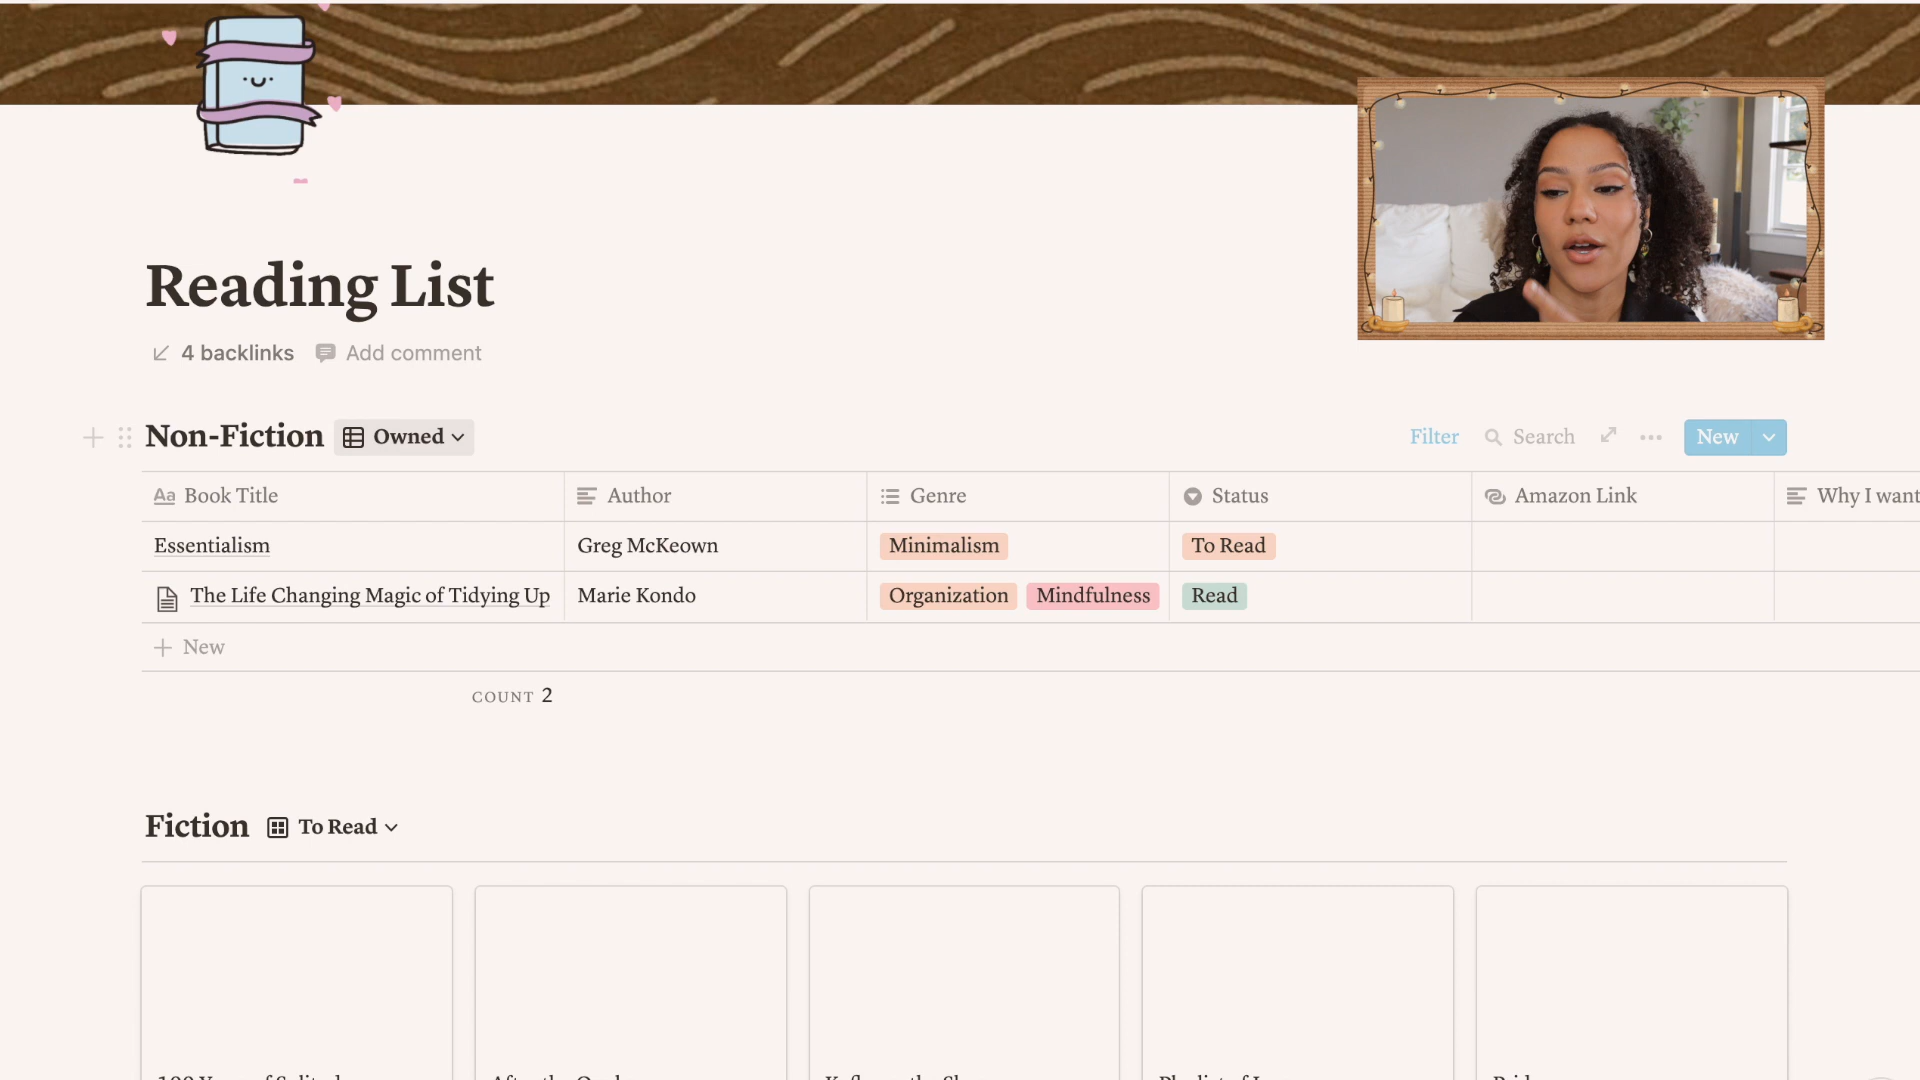 Reading List
4 backlinks Add comment
Non-Fiction Owned Filter Search New
Aa Book Title Author Genre Status Amazon Link Why I want
Essentialism Greg McKeown Minimalism To Read
The Life Changing Magic of Tidying Up Marie Kondo Organization Mindfulness Read
New
COUNT 2
Fiction To Read